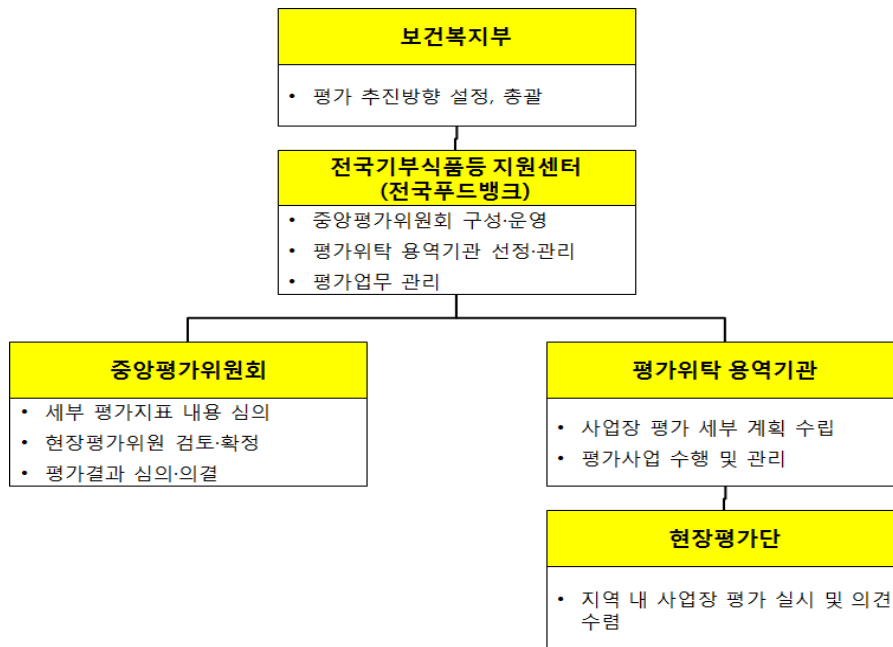 보건복지부
• 평가 추진방향 설정, 총괄
전국기부식품등 지원센터
(전국푸드뱅크)
• 중앙평가위원회 구성·운영
• 평가위탁 용역기관 선정·관리
• 평가업무 관리
중앙평가위원회
• 세부 평가지표 내용 심의
• 현장평가위원 검토·확정
• 평가결과 심의·의결
평가위탁 용역기관
• 사업장 평가 세부 계획 수립
• 평가사업 수행 및 관리
현장평가단
• 지역 내 사업장 평가 실시 및 의견
수렴